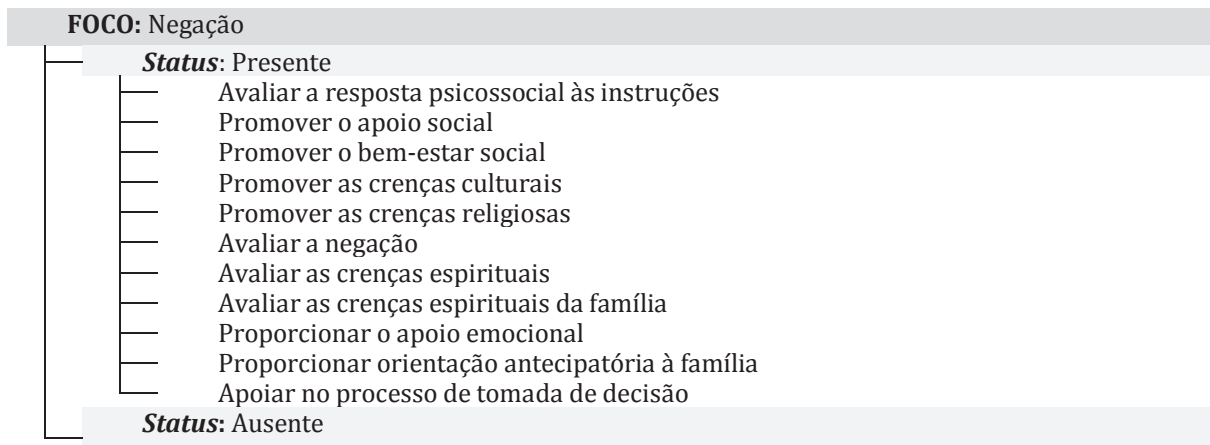 FOCO: Negação
Status: Presente
Avaliar a resposta psicossocial às instruções
Promover o apoio social
Promover o bem-estar social
Promover as crenças culturais
Promover as crenças religiosas
Avaliar a negação
Avaliar as crenças espirituais
Avaliar as crenças espirituais da família
Proporcionar o apoio emocional
Proporcionar orientação antecipatória à família
Apoiar no processo de tomada de decisão
Status: Ausente